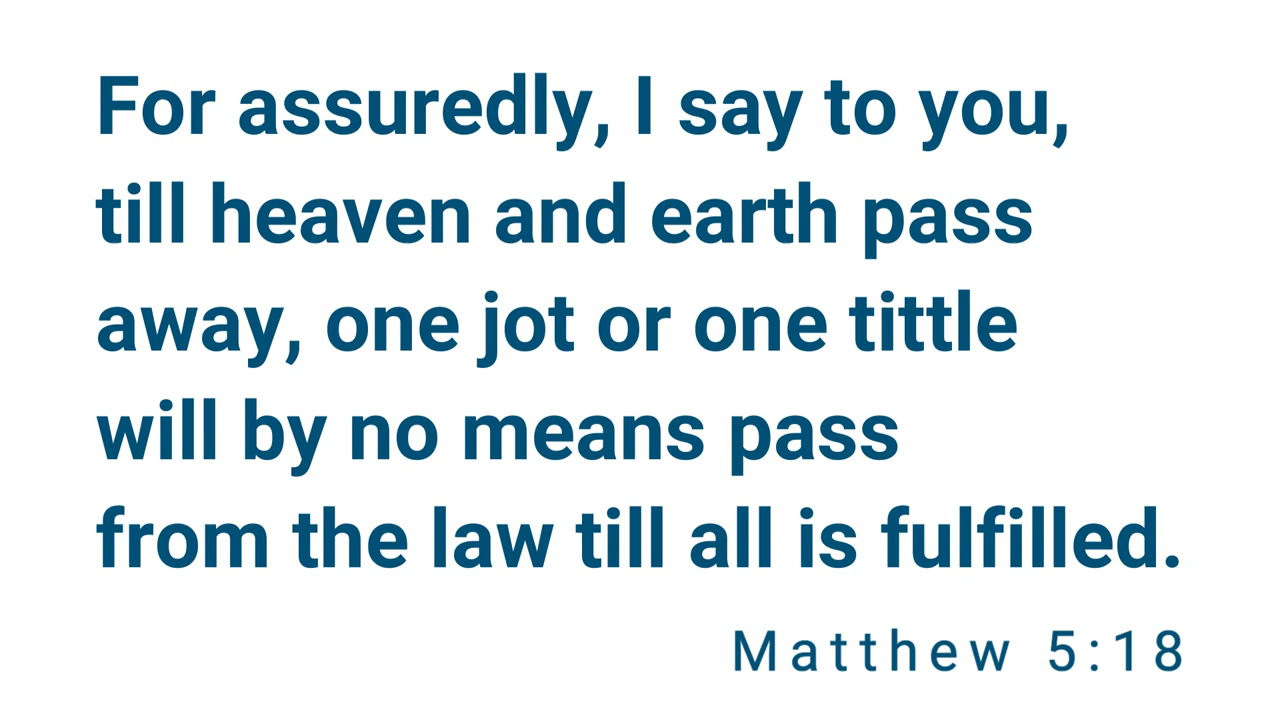 For assuredly, I say to you,
till heaven and earth pass
away, one jot or one tittle
will by no means pass
from the law till all is fulfilled.
Matthew 5:18